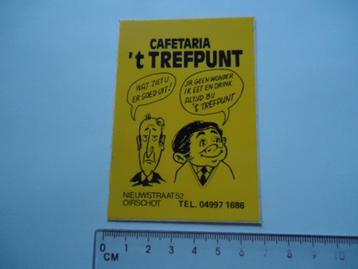 CAFETARIA
't TREFPUNT
WAT ZIET U
ER GOED UIT!
JA GEEN WONDER
IK EET EN DRINK
ALTIJD BIJ
'T TREFPUNT
NIEUWSTRAAT 52
OIRSCHOT TEL. 04997 1686
0 1 2 3 4 5 6 7 8 9 10
CM